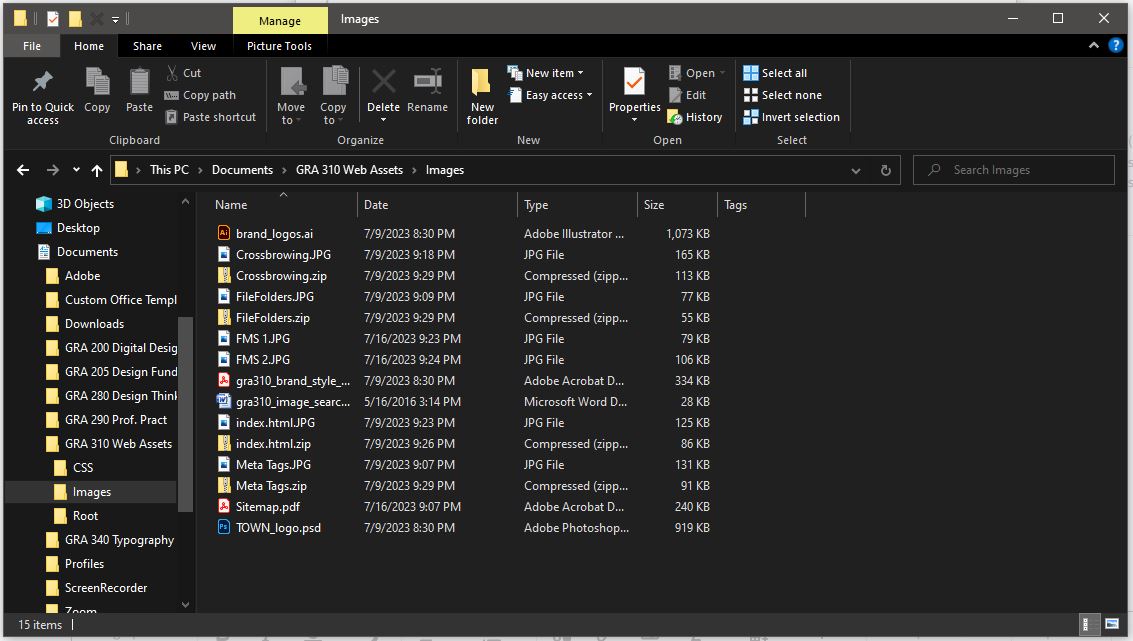 Manage Images
File Home Share View Picture Tools
Pin to Quick access
Copy
Paste
Cut
Copy path
Paste shortcut
Clipboard
Move to
Copy to
Delete
Rename
Organize
New folder
New item
Easy access
New
Properties
Open
Edit
History
Open
Select all
Select none
Invert selection
Select
This PC > Documents > GRA 310 Web Assets > Images
Search Images
3D Objects
Desktop
Documents
Adobe
Custom Office Templ
Downloads
GRA 200 Digital Desig
GRA 205 Design Fund
GRA 280 Design Think
GRA 290 Prof. Pract
GRA 310 Web Assets
CSS
Images
Root
GRA 340 Typography
Profiles
ScreenRecorder
Zoom
Name Date Type Size Tags
brand_logos.ai 7/9/2023 8:30 PM Adobe Illustrator ... 1,073 KB
Crossbrowing.JPG 7/9/2023 9:18 PM JPG File 165 KB
Crossbrowing.zip 7/9/2023 9:29 PM Compressed (zipp... 113 KB
FileFolders.JPG 7/9/2023 9:09 PM JPG File 77 KB
FileFolders.zip 7/9/2023 9:29 PM Compressed (zipp... 55 KB
FMS 1.JPG 7/16/2023 9:23 PM JPG File 79 KB
FMS 2.JPG 7/16/2023 9:24 PM JPG File 106 KB
gra310_brand_style_... 7/9/2023 8:30 PM Adobe Acrobat D... 334 KB
gra310_image_searc... 5/16/2016 3:14 PM Microsoft Word D... 28 KB
index.html.JPG 7/9/2023 9:23 PM JPG File 125 KB
index.html.zip 7/9/2023 9:26 PM Compressed (zipp... 86 KB
Meta Tags.JPG 7/9/2023 9:07 PM JPG File 131 KB
Meta Tags.zip 7/9/2023 9:29 PM Compressed (zipp... 91 KB
Sitemap.pdf 7/16/2023 9:07 PM Adobe Acrobat D... 240 KB
TOWN_logo.psd 7/9/2023 8:30 PM Adobe Photoshop... 919 KB
15 items